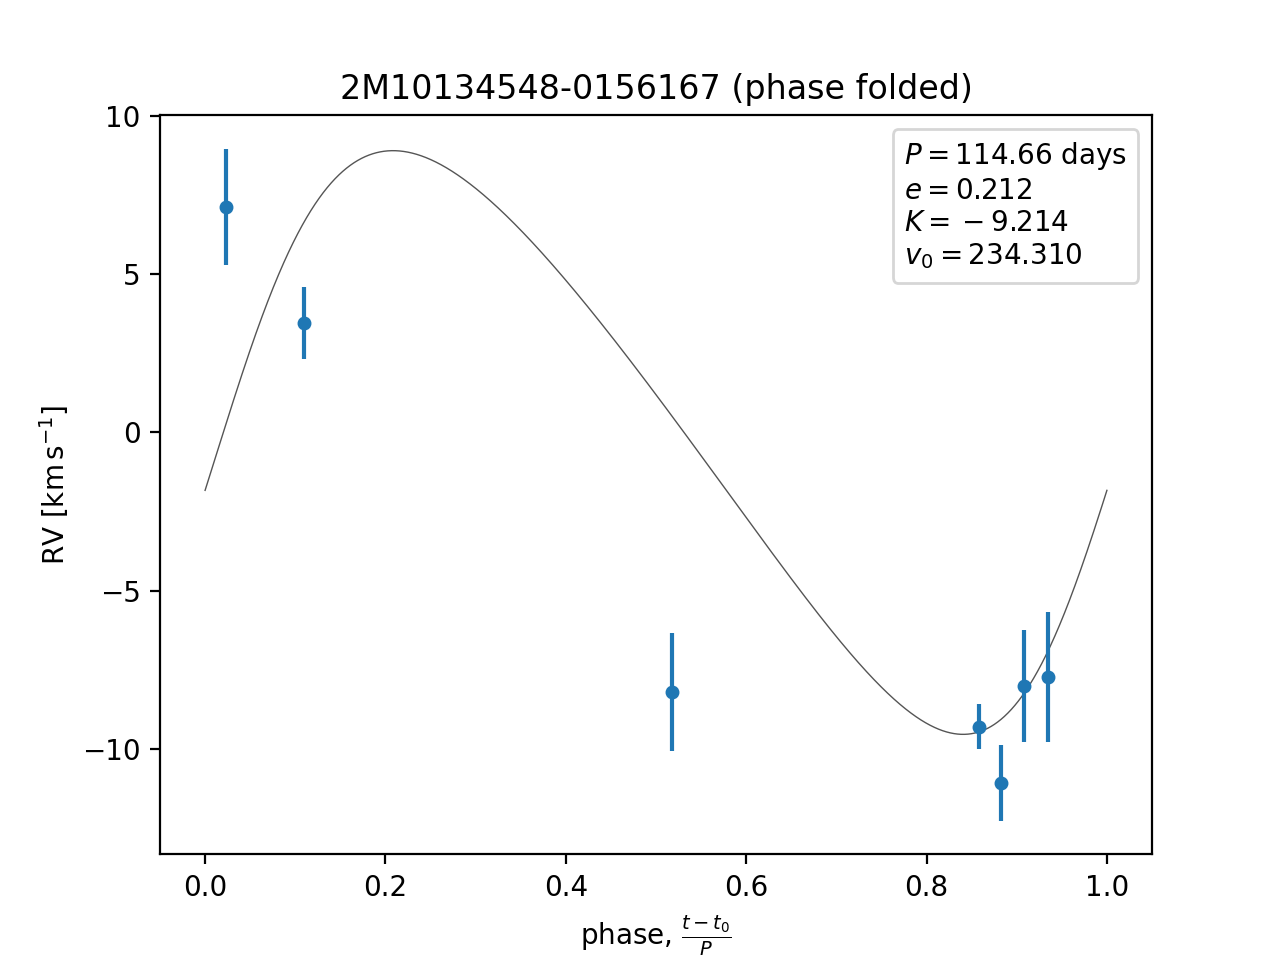 2M10134548-0156167 (phase folded)
10
5
0
−5
−10
RV [km s⁻¹]
P = 114.66 days
e = 0.212
K = − 9.214
v₀ = 234.310
0.0 0.2 0.4 0.6 0.8 1.0
phase, (t − t₀)/P